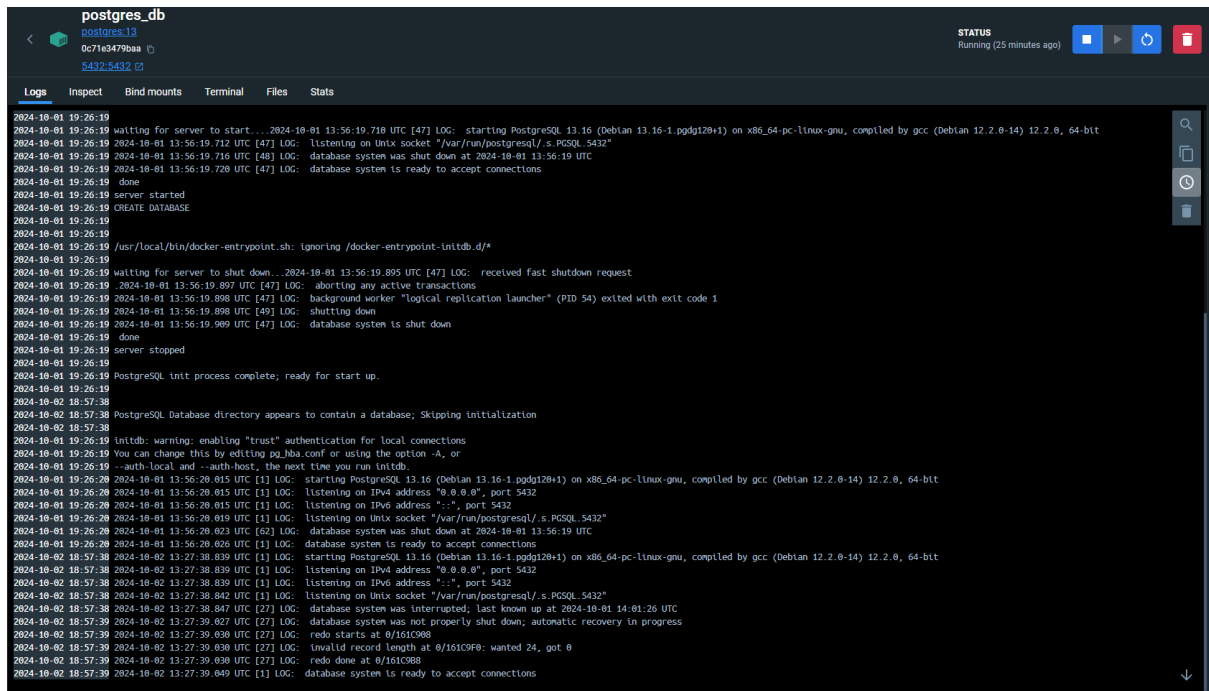 postgres_db
postgres:13
0c71e3479baa
5432:5432
STATUS
Running (25 minutes ago)
Logs Inspect Bind mounts Terminal Files Stats
2024-10-01 19:26:19
2024-10-01 19:26:19 waiting for server to start....2024-10-01 13:56:19.710 UTC [47] LOG:  starting PostgreSQL 13.16 (Debian 13.16-1.pgdg120+1) on x86_64-pc-linux-gnu, compiled by gcc (Debian 12.2.0-14) 12.2.0, 64-bit
2024-10-01 19:26:19 2024-10-01 13:56:19.712 UTC [47] LOG:  listening on Unix socket "/var/run/postgresql/.s.PGSQL.5432"
2024-10-01 19:26:19 2024-10-01 13:56:19.716 UTC [48] LOG:  database system was shut down at 2024-10-01 13:56:19 UTC
2024-10-01 19:26:19 2024-10-01 13:56:19.720 UTC [47] LOG:  database system is ready to accept connections
2024-10-01 19:26:19  done
2024-10-01 19:26:19 server started
2024-10-01 19:26:19 CREATE DATABASE
2024-10-01 19:26:19
2024-10-01 19:26:19
2024-10-01 19:26:19 /usr/local/bin/docker-entrypoint.sh: ignoring /docker-entrypoint-initdb.d/*
2024-10-01 19:26:19
2024-10-01 19:26:19 waiting for server to shut down...2024-10-01 13:56:19.895 UTC [47] LOG:  received fast shutdown request
2024-10-01 19:26:19 .2024-10-01 13:56:19.897 UTC [47] LOG:  aborting any active transactions
2024-10-01 19:26:19 2024-10-01 13:56:19.898 UTC [47] LOG:  background worker "logical replication launcher" (PID 54) exited with exit code 1
2024-10-01 19:26:19 2024-10-01 13:56:19.898 UTC [49] LOG:  shutting down
2024-10-01 19:26:19 2024-10-01 13:56:19.909 UTC [47] LOG:  database system is shut down
2024-10-01 19:26:19  done
2024-10-01 19:26:19 server stopped
2024-10-01 19:26:19
2024-10-01 19:26:19 PostgreSQL init process complete; ready for start up.
2024-10-01 19:26:19
2024-10-02 18:57:38
2024-10-02 18:57:38 PostgreSQL Database directory appears to contain a database; Skipping initialization
2024-10-02 18:57:38
2024-10-01 19:26:19 initdb: warning: enabling "trust" authentication for local connections
2024-10-01 19:26:19 You can change this by editing pg_hba.conf or using the option -A, or
2024-10-01 19:26:19 --auth-local and --auth-host, the next time you run initdb.
2024-10-01 19:26:20 2024-10-01 13:56:20.015 UTC [1] LOG:  starting PostgreSQL 13.16 (Debian 13.16-1.pgdg120+1) on x86_64-pc-linux-gnu, compiled by gcc (Debian 12.2.0-14) 12.2.0, 64-bit
2024-10-01 19:26:20 2024-10-01 13:56:20.015 UTC [1] LOG:  listening on IPv4 address "0.0.0.0", port 5432
2024-10-01 19:26:20 2024-10-01 13:56:20.015 UTC [1] LOG:  listening on IPv6 address "::", port 5432
2024-10-01 19:26:20 2024-10-01 13:56:20.019 UTC [1] LOG:  listening on Unix socket "/var/run/postgresql/.s.PGSQL.5432"
2024-10-01 19:26:20 2024-10-01 13:56:20.023 UTC [62] LOG:  database system was shut down at 2024-10-01 13:56:19 UTC
2024-10-01 19:26:20 2024-10-01 13:56:20.026 UTC [1] LOG:  database system is ready to accept connections
2024-10-02 18:57:38 2024-10-02 13:27:38.839 UTC [1] LOG:  starting PostgreSQL 13.16 (Debian 13.16-1.pgdg120+1) on x86_64-pc-linux-gnu, compiled by gcc (Debian 12.2.0-14) 12.2.0, 64-bit
2024-10-02 18:57:38 2024-10-02 13:27:38.839 UTC [1] LOG:  listening on IPv4 address "0.0.0.0", port 5432
2024-10-02 18:57:38 2024-10-02 13:27:38.839 UTC [1] LOG:  listening on IPv6 address "::", port 5432
2024-10-02 18:57:38 2024-10-02 13:27:38.842 UTC [1] LOG:  listening on Unix socket "/var/run/postgresql/.s.PGSQL.5432"
2024-10-02 18:57:38 2024-10-02 13:27:38.847 UTC [27] LOG:  database system was interrupted; last known up at 2024-10-01 14:01:26 UTC
2024-10-02 18:57:39 2024-10-02 13:27:39.027 UTC [27] LOG:  database system was not properly shut down; automatic recovery in progress
2024-10-02 18:57:39 2024-10-02 13:27:39.030 UTC [27] LOG:  redo starts at 0/161C908
2024-10-02 18:57:39 2024-10-02 13:27:39.030 UTC [27] LOG:  invalid record length at 0/161C9F0: wanted 24, got 0
2024-10-02 18:57:39 2024-10-02 13:27:39.030 UTC [27] LOG:  redo done at 0/161C9B8
2024-10-02 18:57:39 2024-10-02 13:27:39.049 UTC [1] LOG:  database system is ready to accept connections